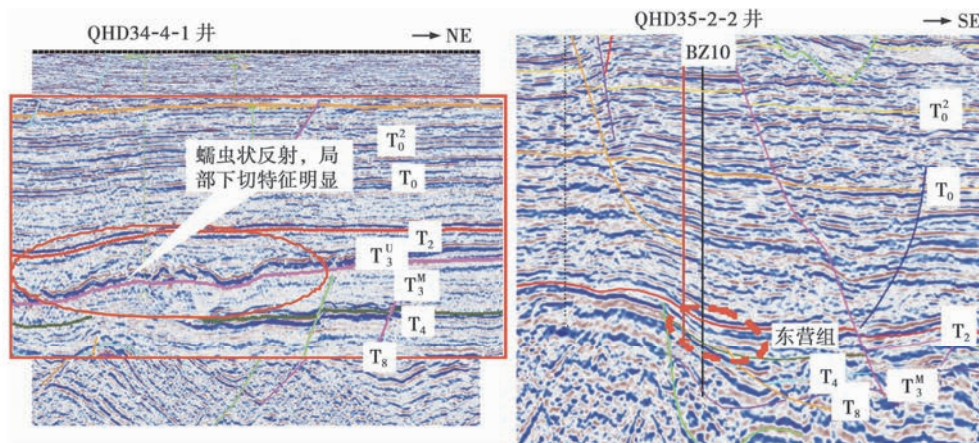 QHD34-4-1 井
NE
T₀²
蠕虫状反射，局
部下切特征明显
T₀
T₂
T₃ᵁ
T₃ᴹ
T₄
T₈
QHD35-2-2 井
SE
BZ10
T₀²
T₀
东营组
T₂
T₄
T₃ᴹ
T₈